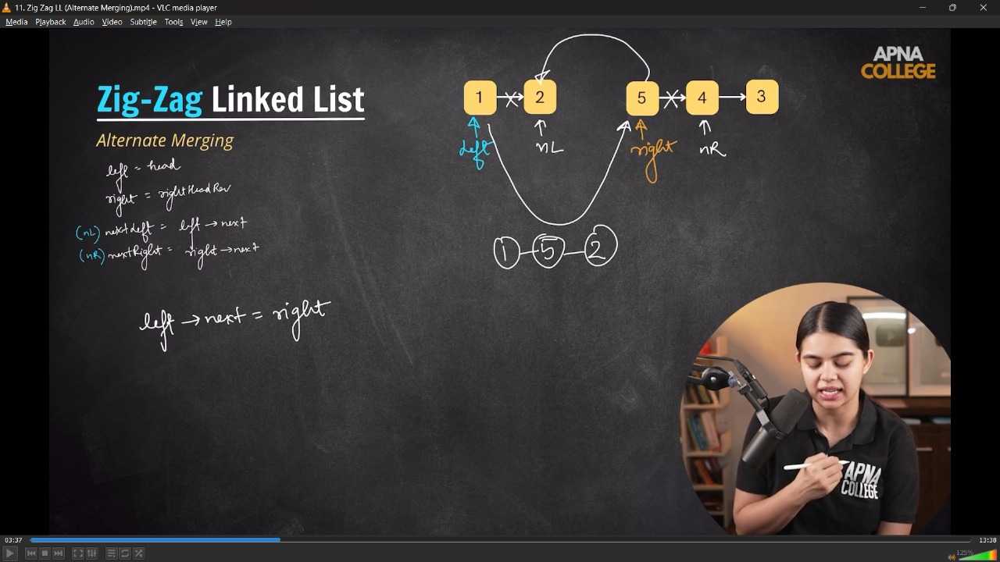 11. Zig Zag LL (Alternate Merging).mp4 - VLC media player
Media Playback Audio Video Subtitle Tools View Help
APNA
COLLEGE
Zig-Zag Linked List
Alternate Merging
1 2 5 4 3
left nL right nR
left = head
right = rightHeadRev
(nL) nextLeft = left → next
(nR) nextRight = right → next
1 - 5 - 2
left → next = right
APNA
COLLEGE
03:37 13:38
125%